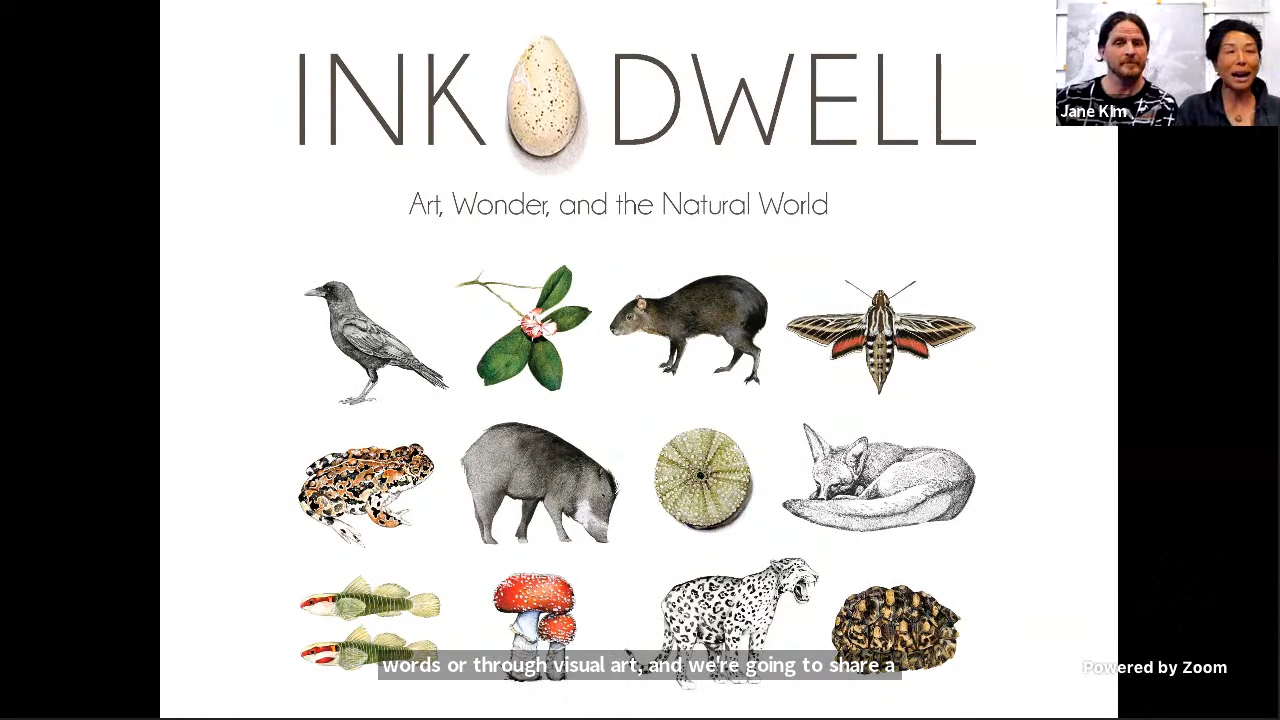 INK DWELL
Jane Kim
Art, Wonder, and the Natural World
words or through visual art, and we're going to share a
Powered by Zoom